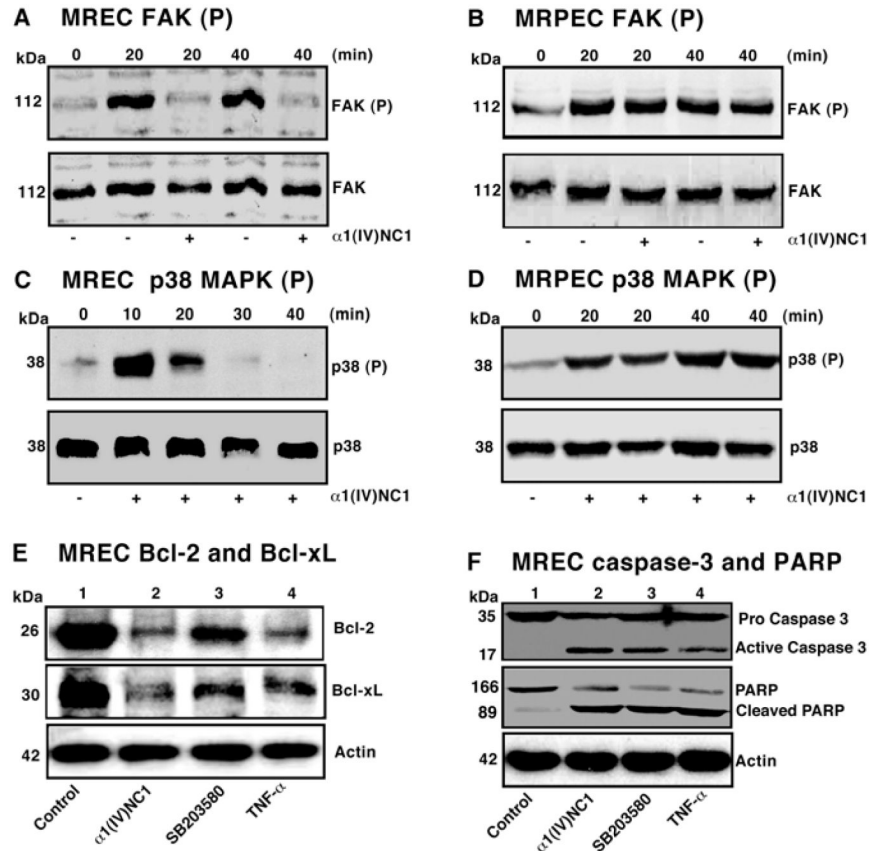 A MREC FAK (P)
kDa 0 20 20 40 40 (min)
112 FAK (P)
112 FAK
- - + - + α1(IV)NC1
B MRPEC FAK (P)
kDa 0 20 20 40 40 (min)
112 FAK (P)
112 FAK
- - + - + α1(IV)NC1
C MREC p38 MAPK (P)
kDa 0 10 20 30 40 (min)
38 p38 (P)
38 p38
- + + + + α1(IV)NC1
D MRPEC p38 MAPK (P)
kDa 0 20 20 40 40 (min)
38 p38 (P)
38 p38
- + + + + α1(IV)NC1
E MREC Bcl-2 and Bcl-xL
kDa 1 2 3 4
26 Bcl-2
30 Bcl-xL
42 Actin
Control α1(IV)NC1 SB203580 TNF-α
F MREC caspase-3 and PARP
kDa 1 2 3 4
35 Pro Caspase 3
17 Active Caspase 3
166 PARP
89 Cleaved PARP
42 Actin
Control α1(IV)NC1 SB203580 TNF-α